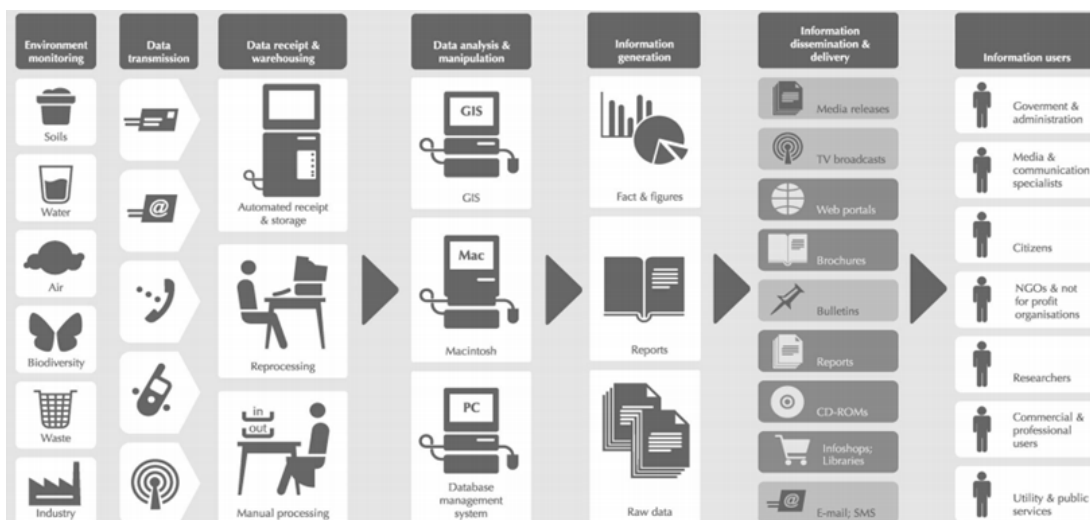 Environment
monitoring
Data
transmission
Data receipt &
warehousing
Data analysis &
manipulation
Information
generation
Information
dissemination &
delivery
Information users
Soils
Water
Air
Biodiversity
Waste
Industry
@
Automated receipt
& storage
Reprocessing
in
out
Manual processing
GIS
GIS
Mac
Macintosh
PC
Database
management
system
Fact & figures
Reports
Raw data
Media releases
TV broadcasts
Web portals
Brochures
Bulletins
Reports
CD-ROMs
Infoshops;
Libraries
@
E-mail; SMS
Goverment &
administration
Media &
communication
specialists
Citizens
NGOs & not
for profit
organisations
Researchers
Commercial &
professional
users
Utility & public
services